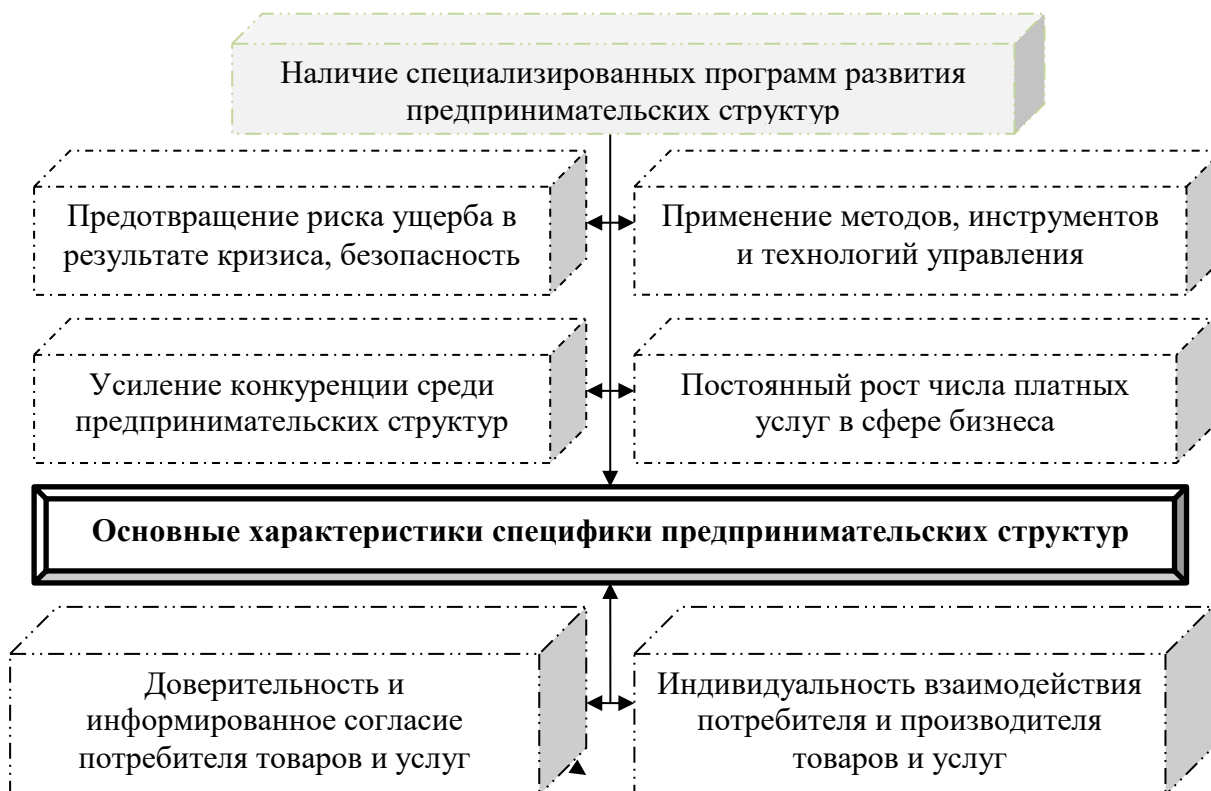 Наличие специализированных программ развития
предпринимательских структур
Предотвращение риска ущерба в
результате кризиса, безопасность
Применение методов, инструментов
и технологий управления
Усиление конкуренции среди
предпринимательских структур
Постоянный рост числа платных
услуг в сфере бизнеса
Основные характеристики специфики предпринимательских структур
Доверительность и
информированное согласие
потребителя товаров и услуг
Индивидуальность взаимодействия
потребителя и производителя
товаров и услуг